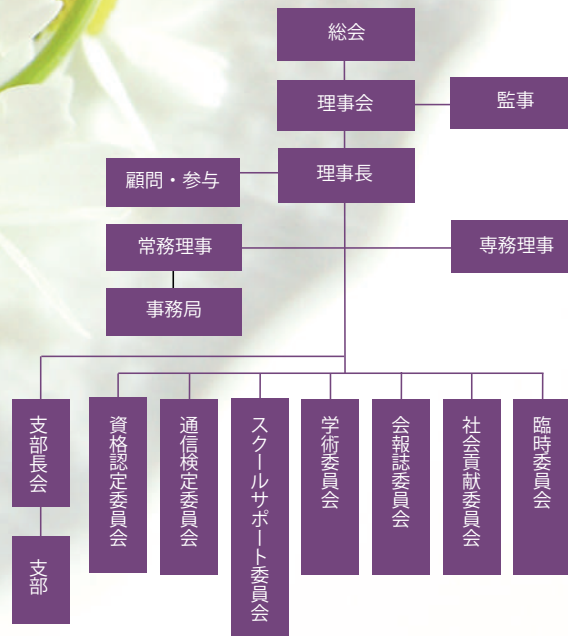 総会
理事会
監事
理事長
顧問・参与
常務理事
専務理事
事務局
支部長会
資格認定委員会
通信検定委員会
スクールサポート委員会
学術委員会
会報誌委員会
社会貢献委員会
臨時委員会
支部